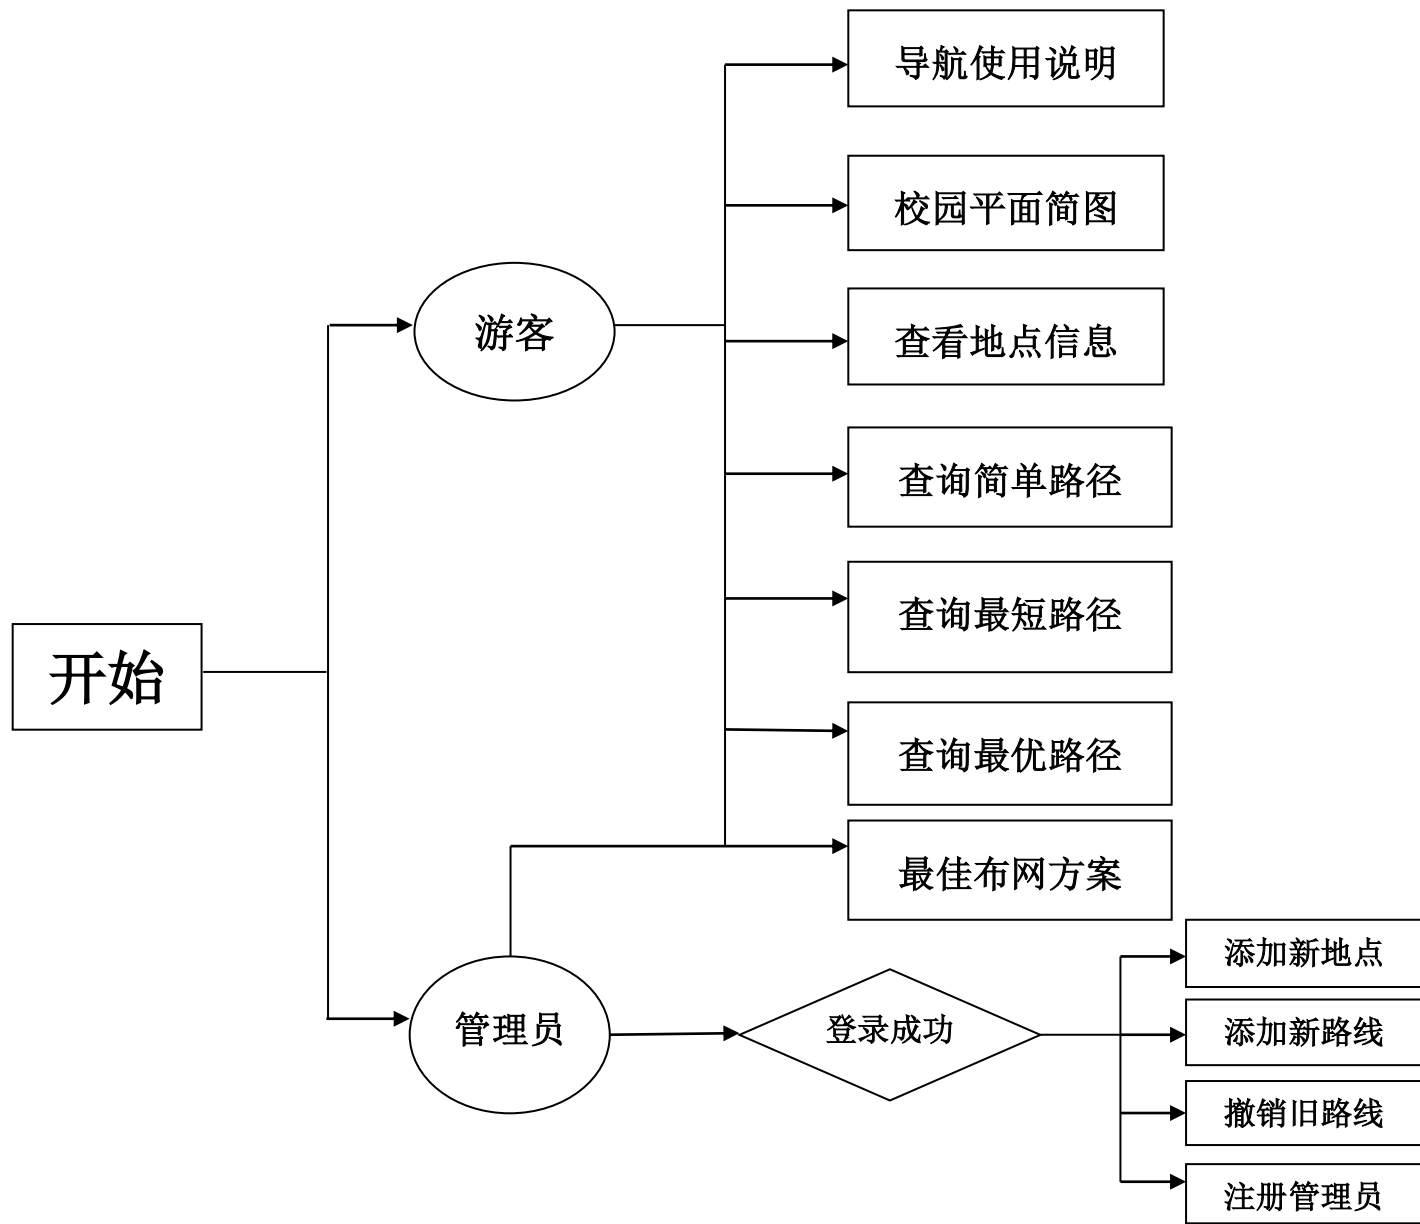 导航使用说明
校园平面简图
游客
查看地点信息
查询简单路径
查询最短路径
开始
查询最优路径
最佳布网方案
添加新地点
管理员
登录成功
添加新路线
撤销旧路线
注册管理员